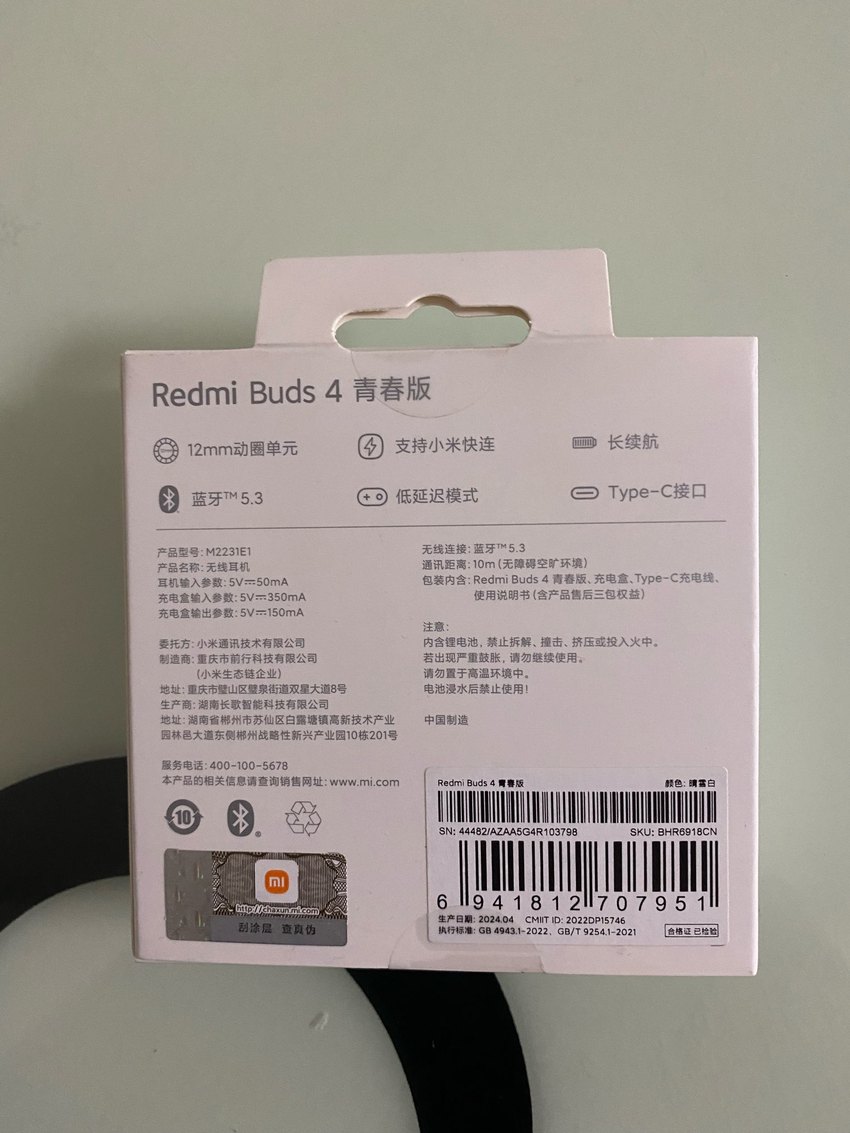 Redmi Buds 4 青春版
12mm动圈单元
支持小米快连
长续航
蓝牙™ 5.3
低延迟模式
Type-C接口
产品型号: M2231E1
产品名称: 无线耳机
耳机输入参数: 5V⎓50mA
充电盒输入参数: 5V⎓350mA
充电盒输出参数: 5V⎓150mA
委托方: 小米通讯技术有限公司
制造商: 重庆市前行科技有限公司
(小米生态链企业)
地址: 重庆市璧山区璧泉街道双星大道8号
生产商: 湖南长歌智能科技有限公司
地址: 湖南省郴州市苏仙区白露塘镇高新技术产业
园林邑大道东侧郴州战略性新兴产业园10栋201号
服务电话: 400-100-5678
本产品的相关信息请查询销售网址: www.mi.com
无线连接: 蓝牙™ 5.3
通讯距离: 10m (无障碍空旷环境)
包装内含: Redmi Buds 4 青春版、充电盒、Type-C充电线、
使用说明书 (含产品售后三包权益)
注意:
内含锂电池, 禁止拆解、撞击、挤压或投入火中。
若出现严重鼓胀, 请勿继续使用。
请勿置于高温环境中。
电池浸水后禁止使用!
中国制造
10
mi
http://chaxun.mi.com
刮涂层 查真伪
Redmi Buds 4 青春版
颜色: 晴雪白
SN: 44482/AZAA5G4R103798
SKU: BHR6918CN
6 941812 707951
生产日期: 2024.04 CMIIT ID: 2022DP15746
执行标准: GB 4943.1-2022、GB/T 9254.1-2021
合格证 已检验